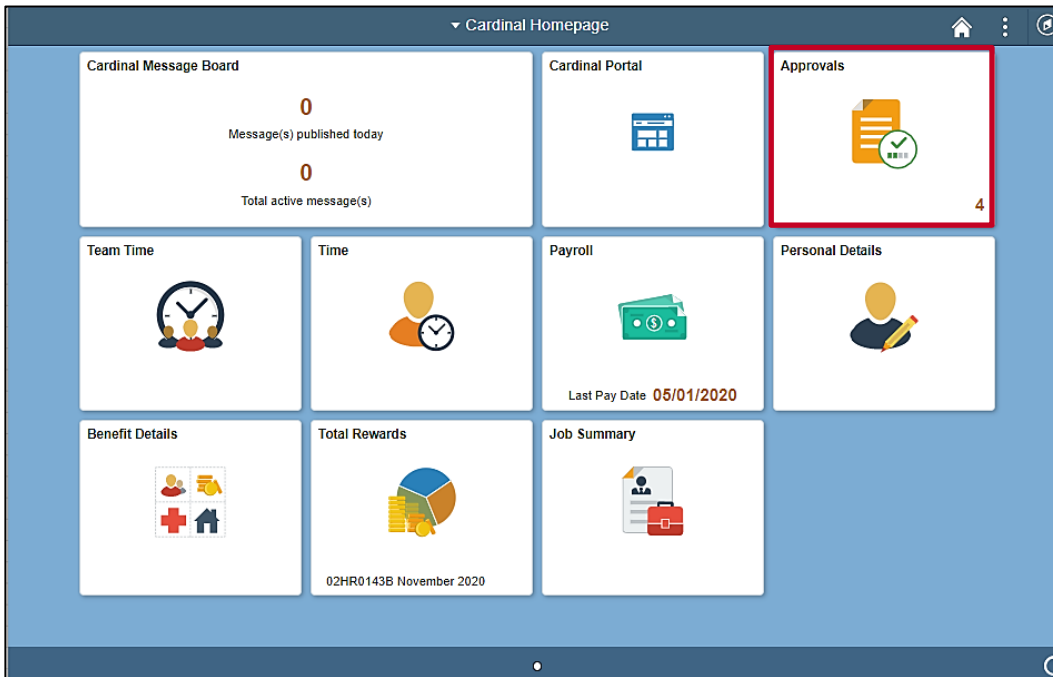 Cardinal Homepage
Cardinal Message Board
0
Message(s) published today
0
Total active message(s)
Cardinal Portal
Approvals
4
Team Time
Time
Payroll
Last Pay Date 05/01/2020
Personal Details
Benefit Details
Total Rewards
02HR0143B November 2020
Job Summary